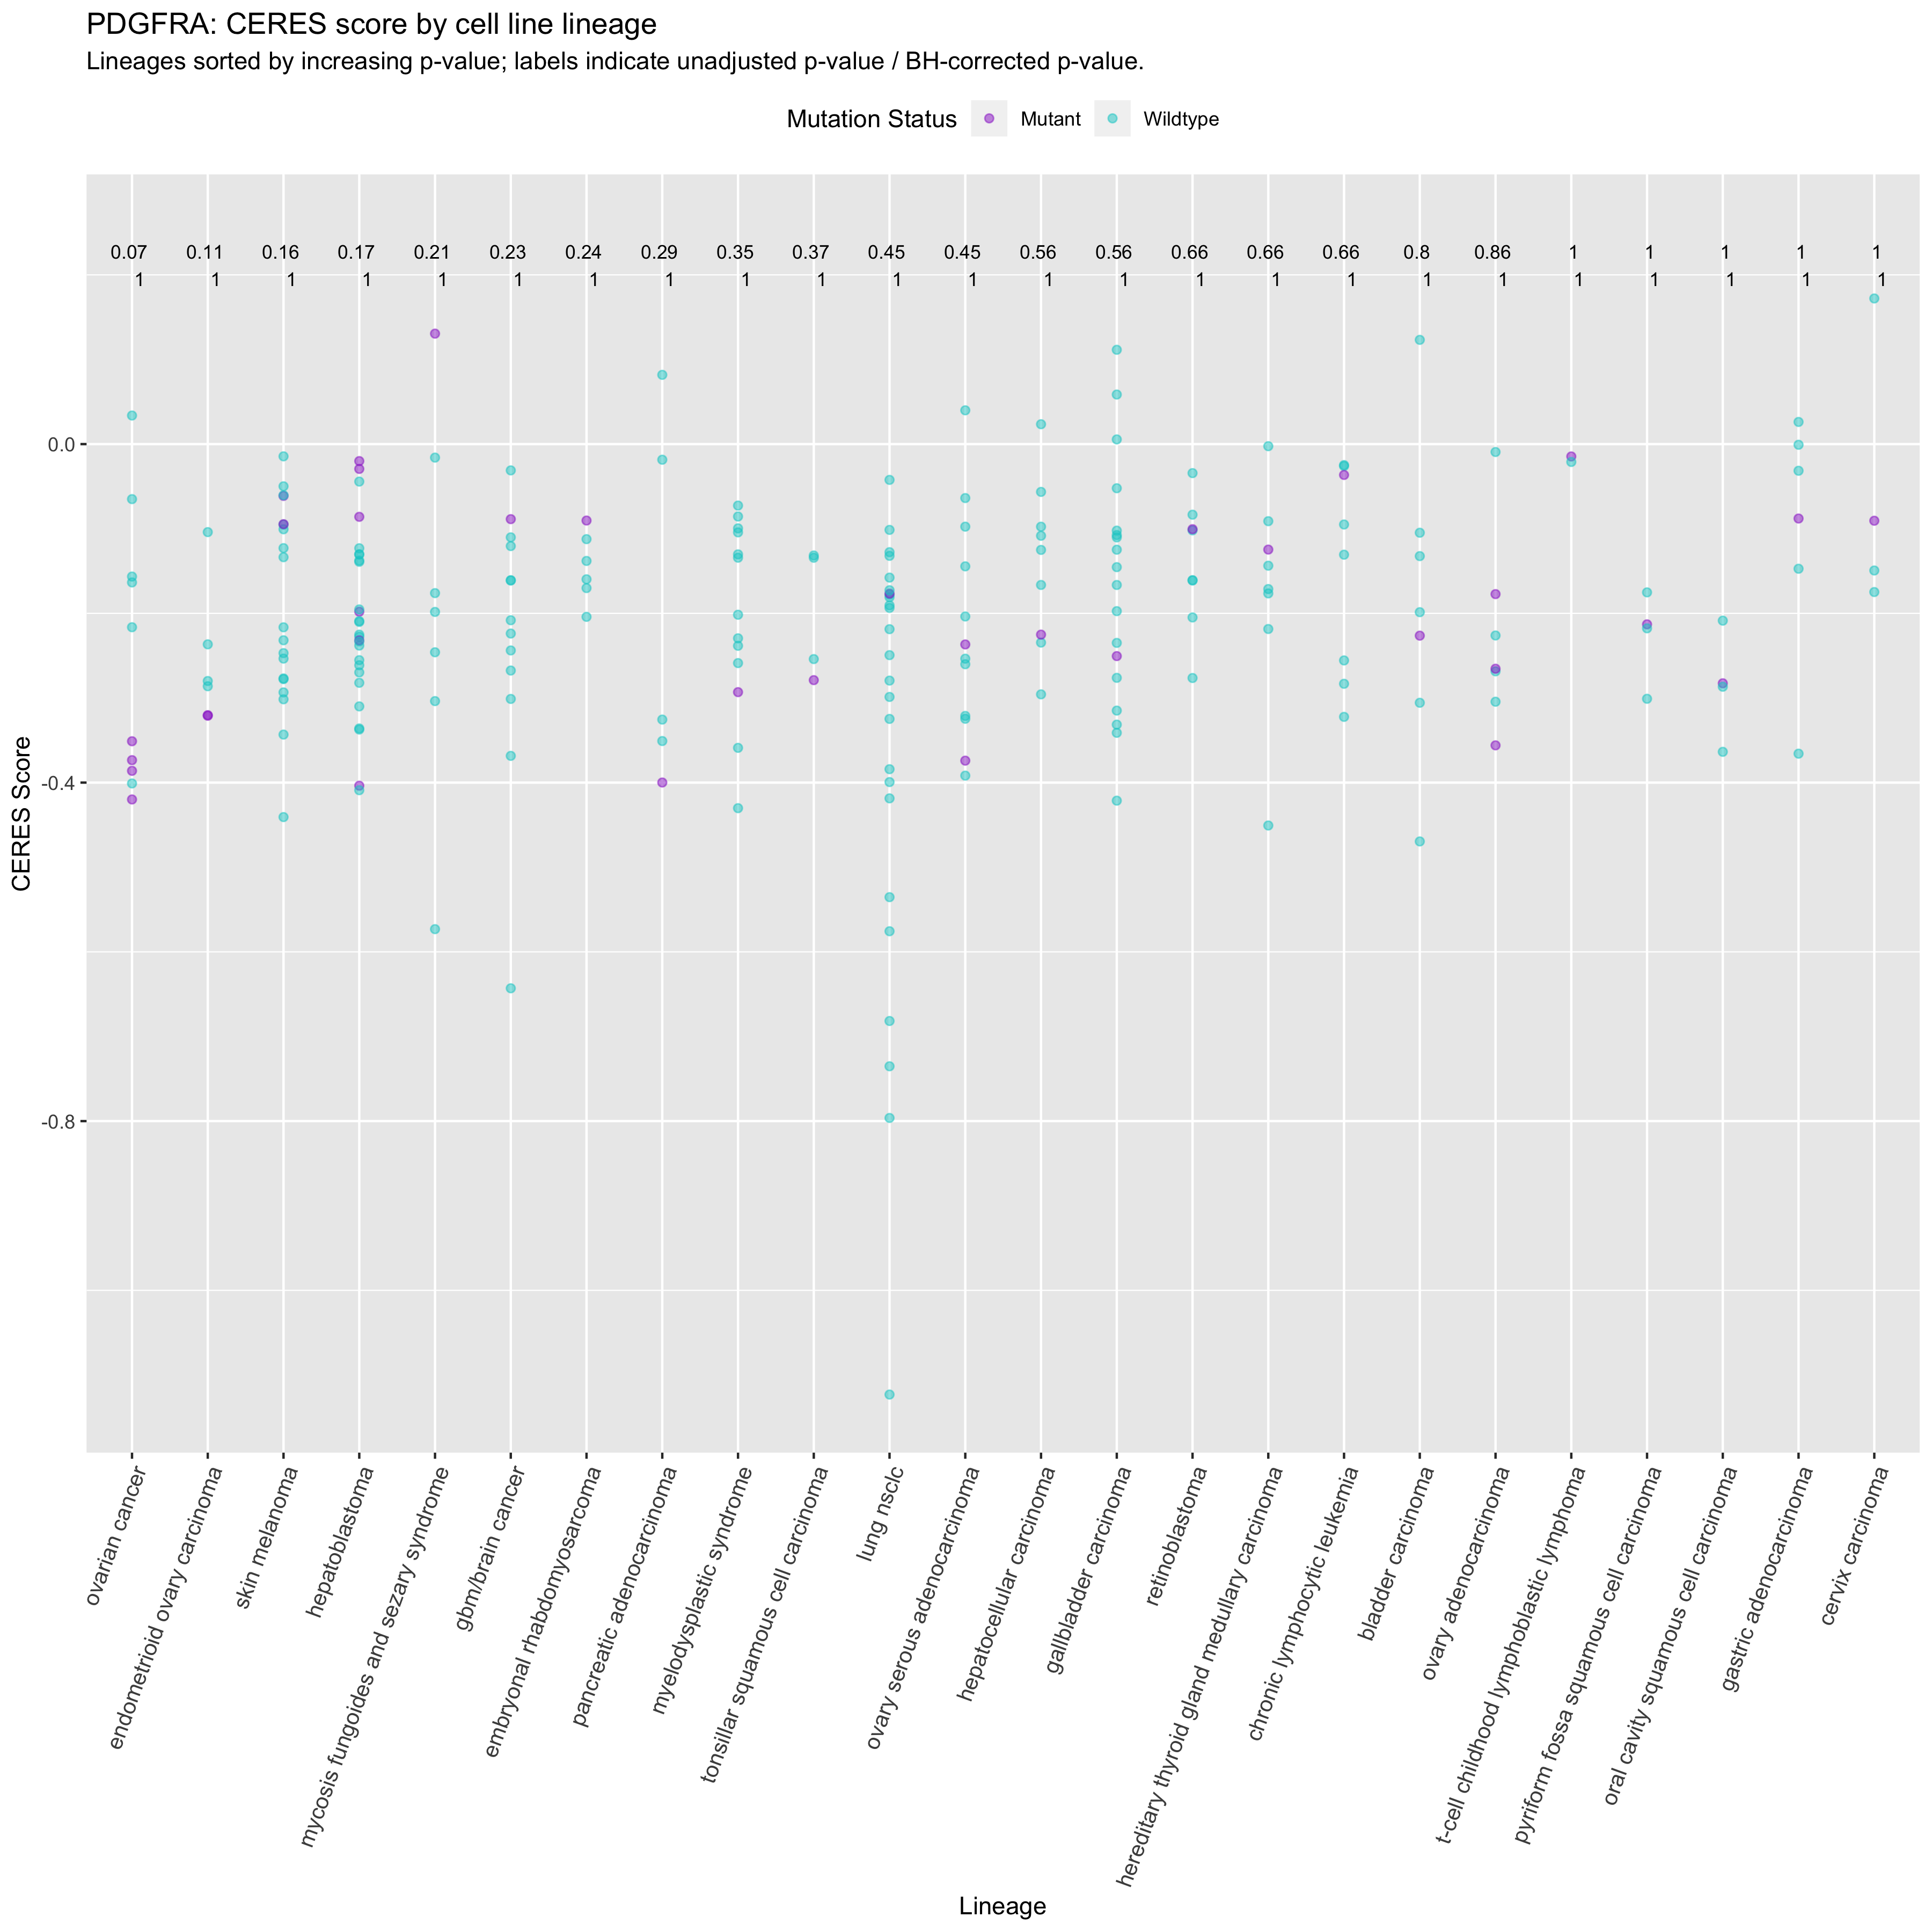 PDGFRA: CERES score by cell line lineage
Lineages sorted by increasing p-value; labels indicate unadjusted p-value / BH-corrected p-value.
Mutation Status Mutant Wildtype
0.07 0.11 0.16 0.17 0.21 0.23 0.24 0.29 0.35 0.37 0.45 0.45 0.56 0.56 0.66 0.66 0.66 0.8 0.86 1 1 1 1 1
1 1 1 1 1 1 1 1 1 1 1 1 1 1 1 1 1 1 1 1 1 1 1 1
0.0
-0.4
-0.8
CERES Score
ovarian cancer
endometrioid ovary carcinoma
skin melanoma
hepatoblastoma
mycosis fungoides and sezary syndrome
gbm/brain cancer
embryonal rhabdomyosarcoma
pancreatic adenocarcinoma
myelodysplastic syndrome
tonsillar squamous cell carcinoma
lung nsclc
ovary serous adenocarcinoma
hepatocellular carcinoma
gallbladder carcinoma
retinoblastoma
hereditary thyroid gland medullary carcinoma
chronic lymphocytic leukemia
bladder carcinoma
ovary adenocarcinoma
t-cell childhood lymphoblastic lymphoma
pyriform fossa squamous cell carcinoma
oral cavity squamous cell carcinoma
gastric adenocarcinoma
cervix carcinoma
Lineage